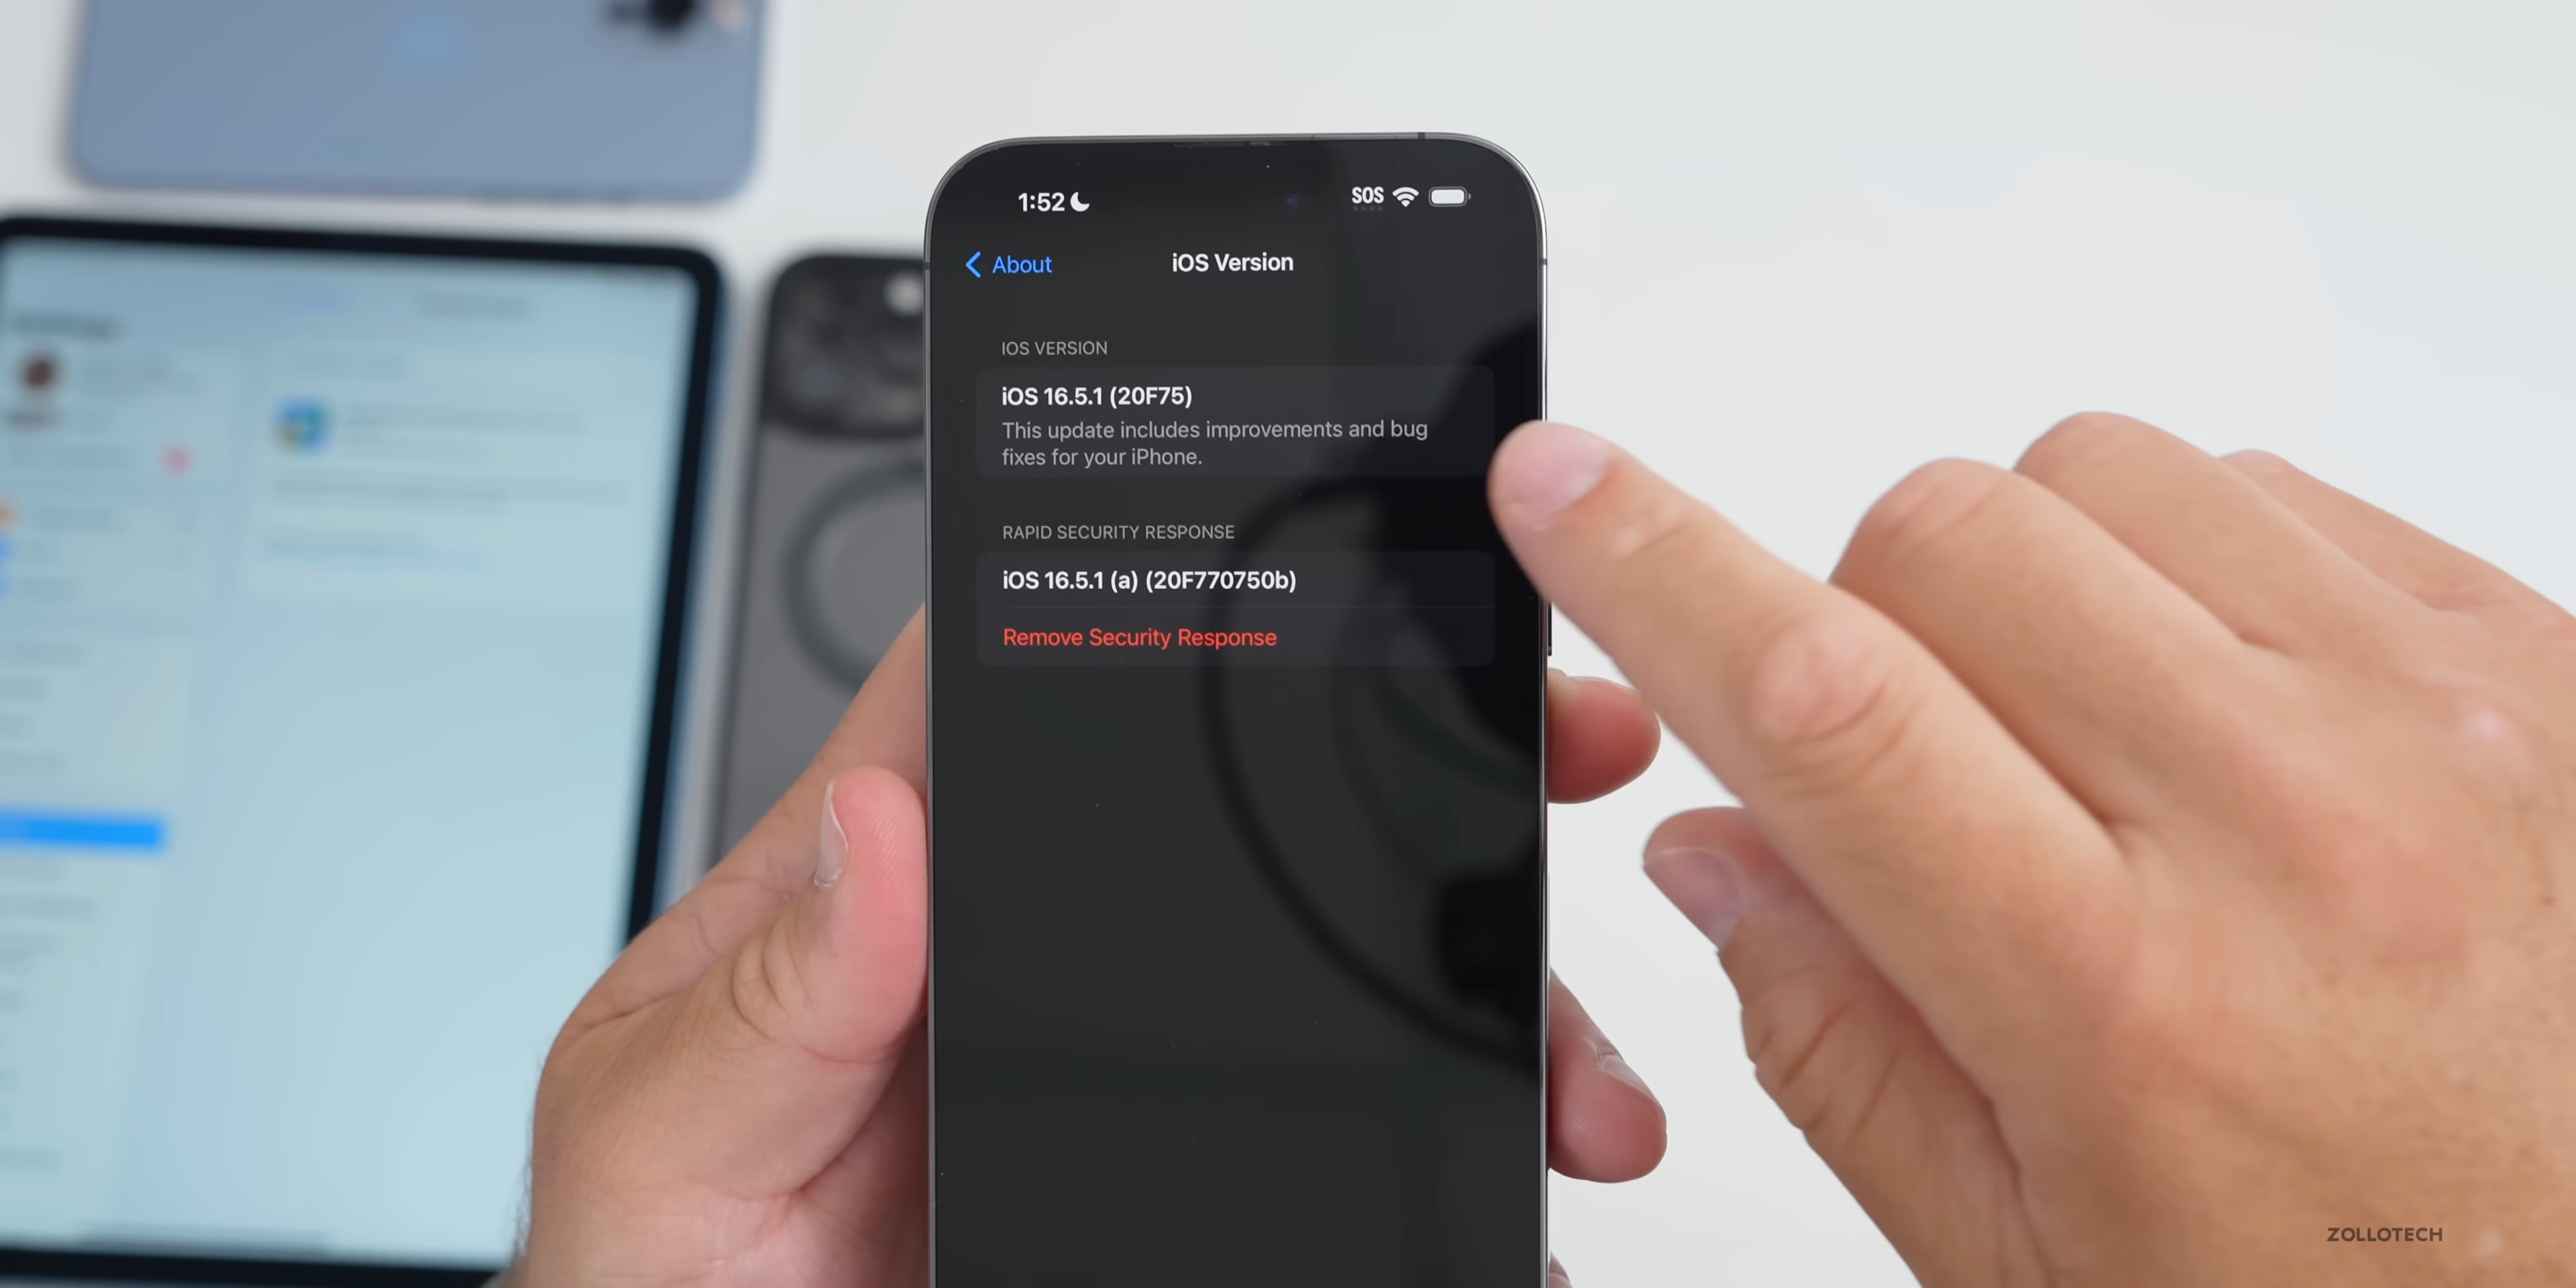 1:52
SOS
About
iOS Version
IOS VERSION
iOS 16.5.1 (20F75)
This update includes improvements and bug
fixes for your iPhone.
RAPID SECURITY RESPONSE
iOS 16.5.1 (a) (20F770750b)
Remove Security Response
ZOLLOTECH